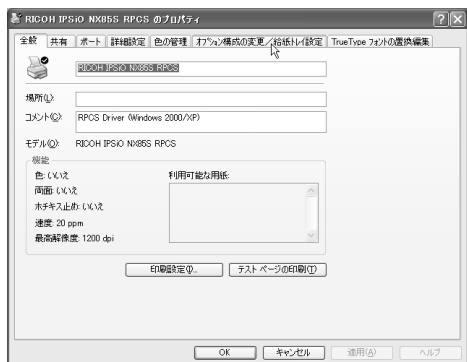 RICOH IPSiO NX85S RPCS のプロパティ
全般 共有 ポート 詳細設定 色の管理 オプション構成の変更/給紙トレイ設定 TrueType フォントの置換編集
RICOH IPSiO NX85S RPCS
場所(L):
コメント(C): RPCS Driver (Windows 2000/XP)
モデル(O): RICOH IPSiO NX85S RPCS
機能
色: いいえ 利用可能な用紙:
両面: いいえ
ホチキス止め: いいえ
速度: 20 ppm
最高解像度: 1200 dpi
印刷設定(I)... テスト ページの印刷(T)
OK キャンセル 適用(A) ヘルプ